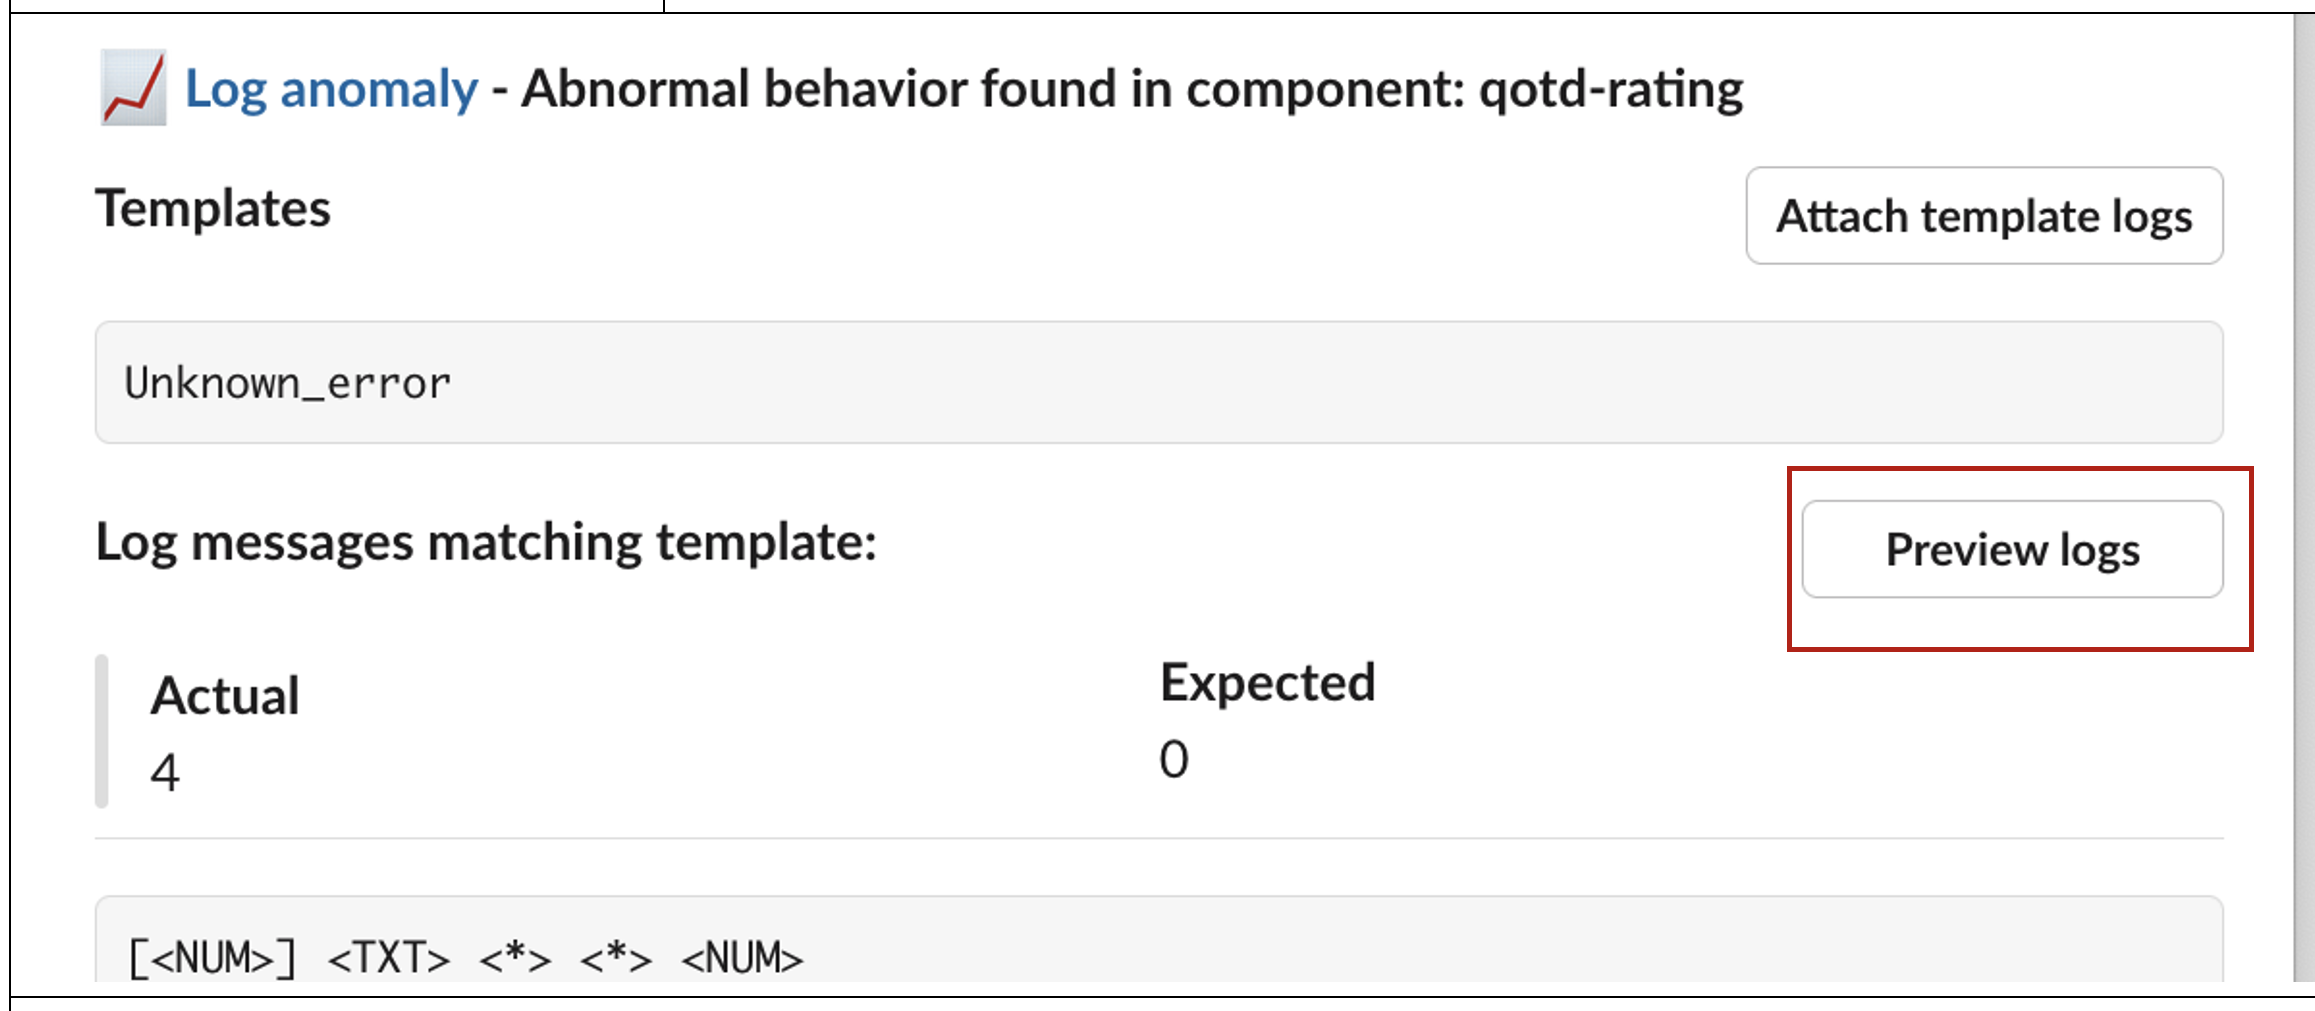 Log anomaly - Abnormal behavior found in component: qotd-rating
Templates
Attach template logs
Unknown_error
Log messages matching template:
Preview logs
Actual
Expected
4
0
[<NUM>] <TXT> <*> <*> <NUM>